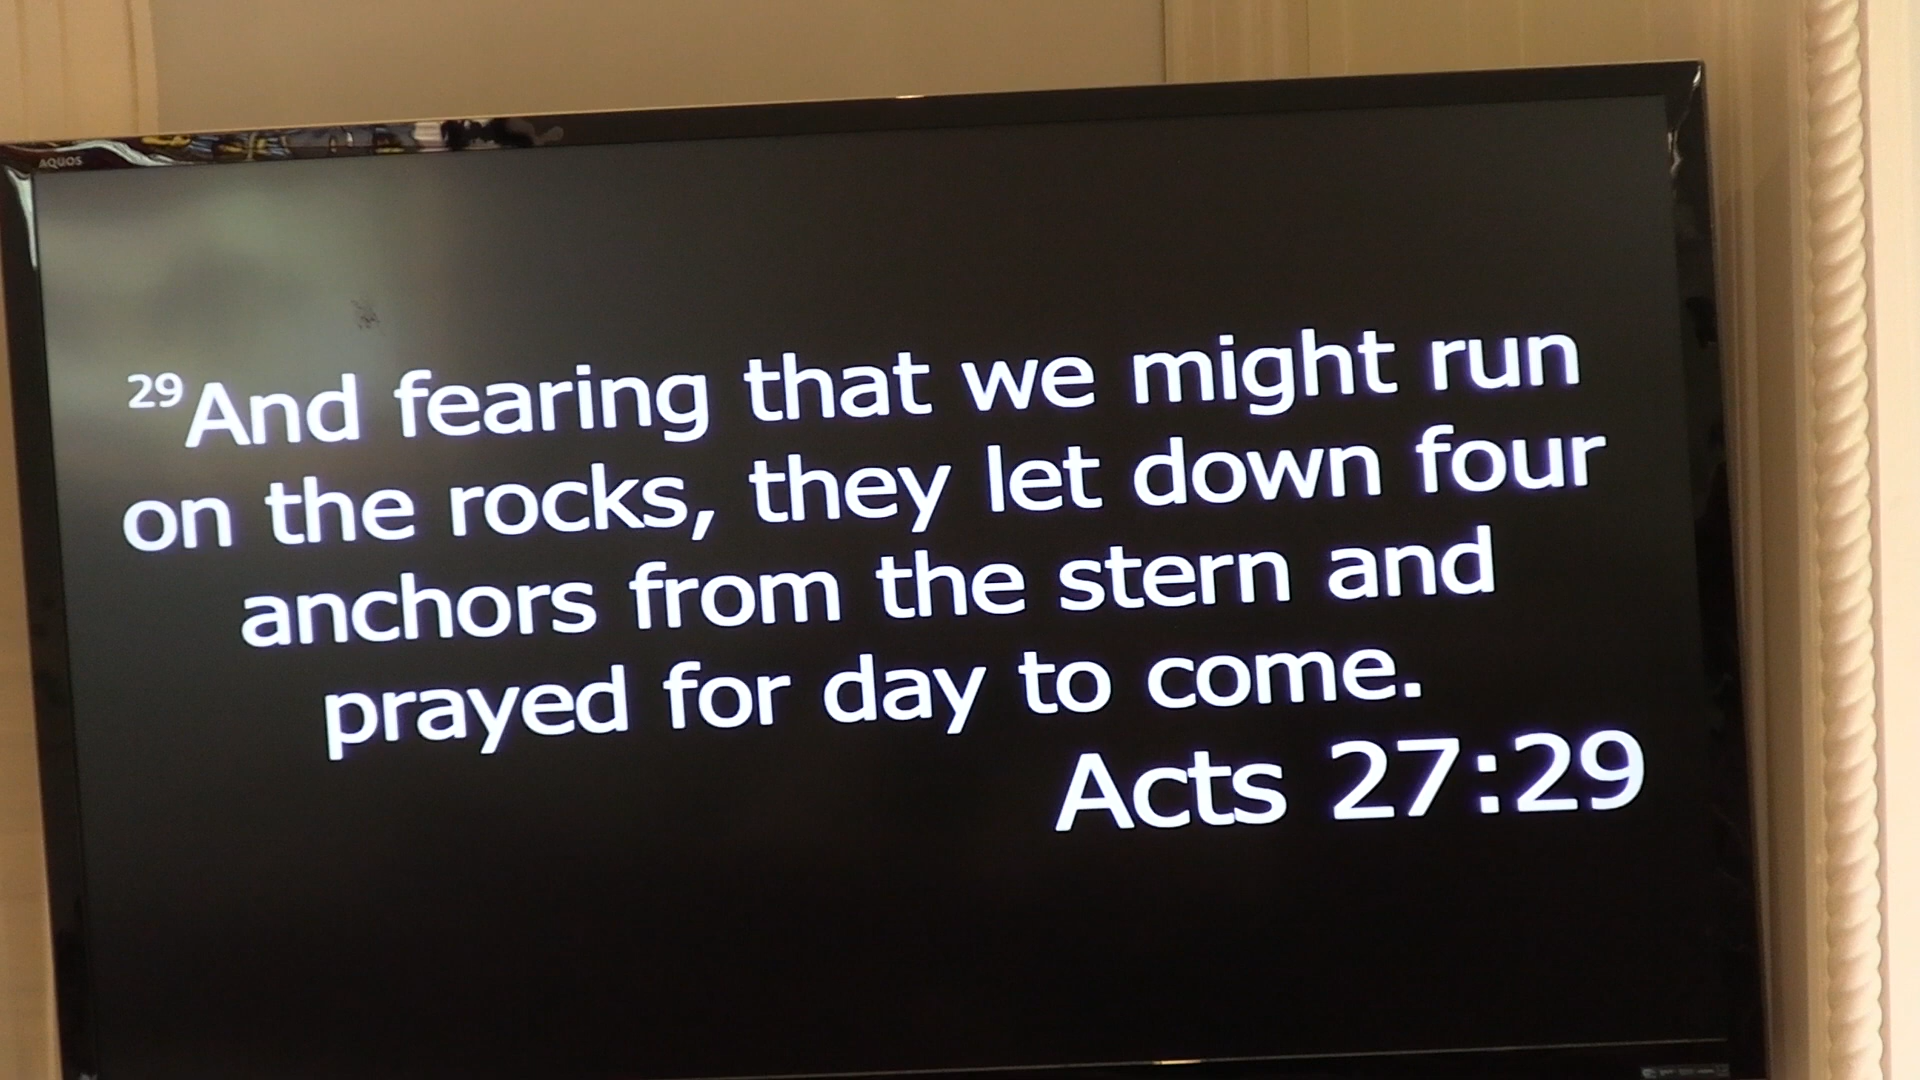 AQUOS
29And fearing that we might run
on the rocks, they let down four
anchors from the stern and
prayed for day to come.
Acts 27:29